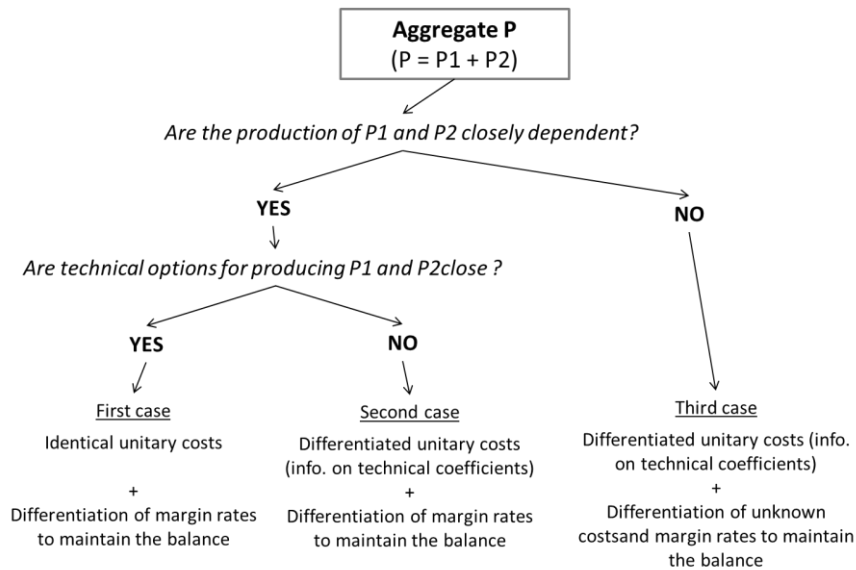 Aggregate P
(P = P1 + P2)
Are the production of P1 and P2 closely dependent?
YES
NO
Are technical options for producing P1 and P2close ?
YES
NO
First case
Identical unitary costs
+
Differentiation of margin rates
to maintain the balance
Second case
Differentiated unitary costs
(info. on technical coefficients)
+
Differentiation of margin rates
to maintain the balance
Third case
Differentiated unitary costs (info.
on technical coefficients)
+
Differentiation of unknown
costsand margin rates to maintain
the balance